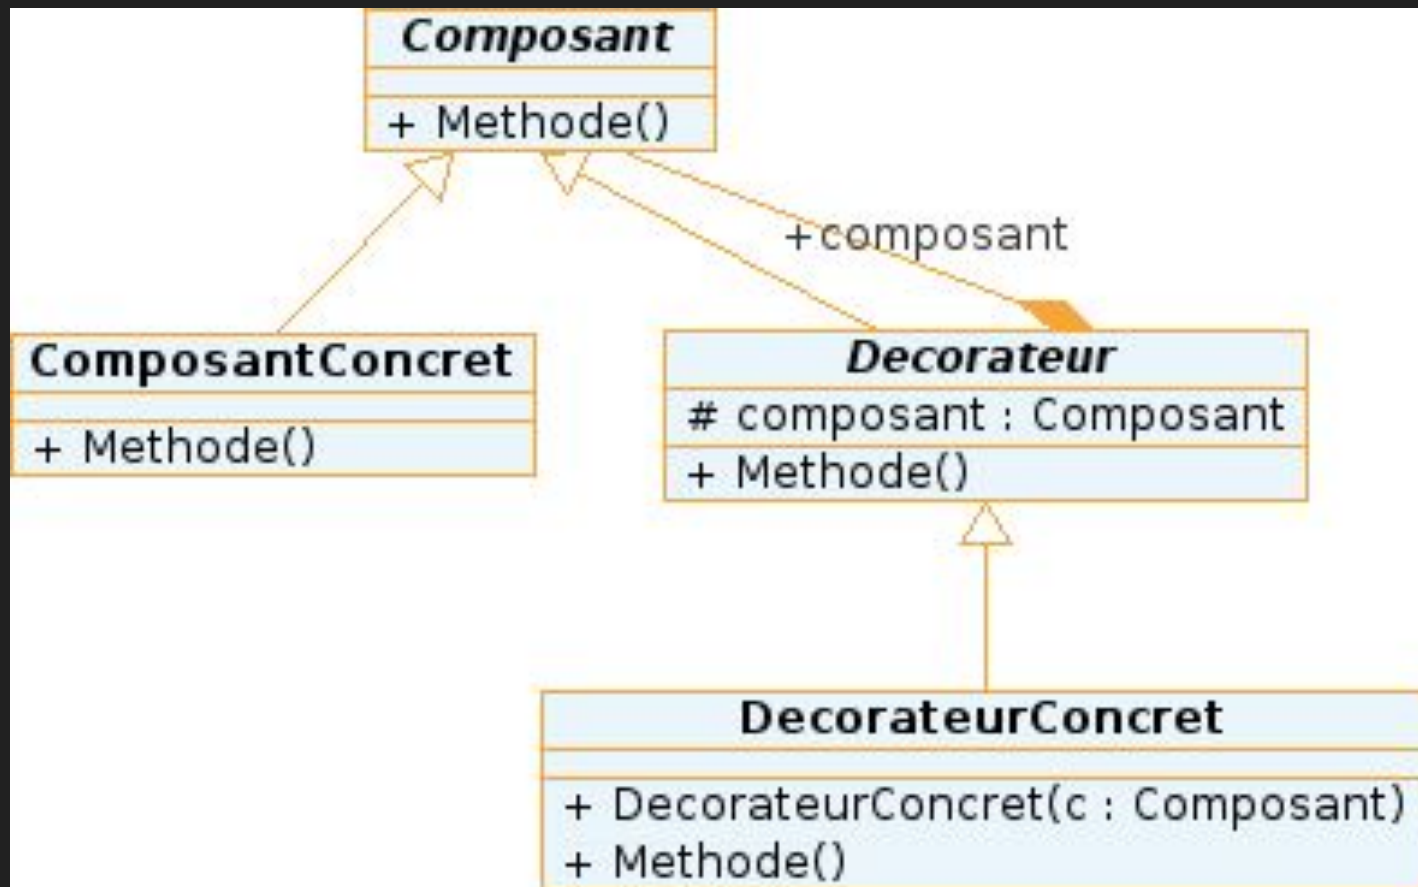 Composant
+ Methode()
+composant
ComposantConcret
+ Methode()
Decorateur
# composant : Composant
+ Methode()
DecorateurConcret
+ DecorateurConcret(c : Composant)
+ Methode()